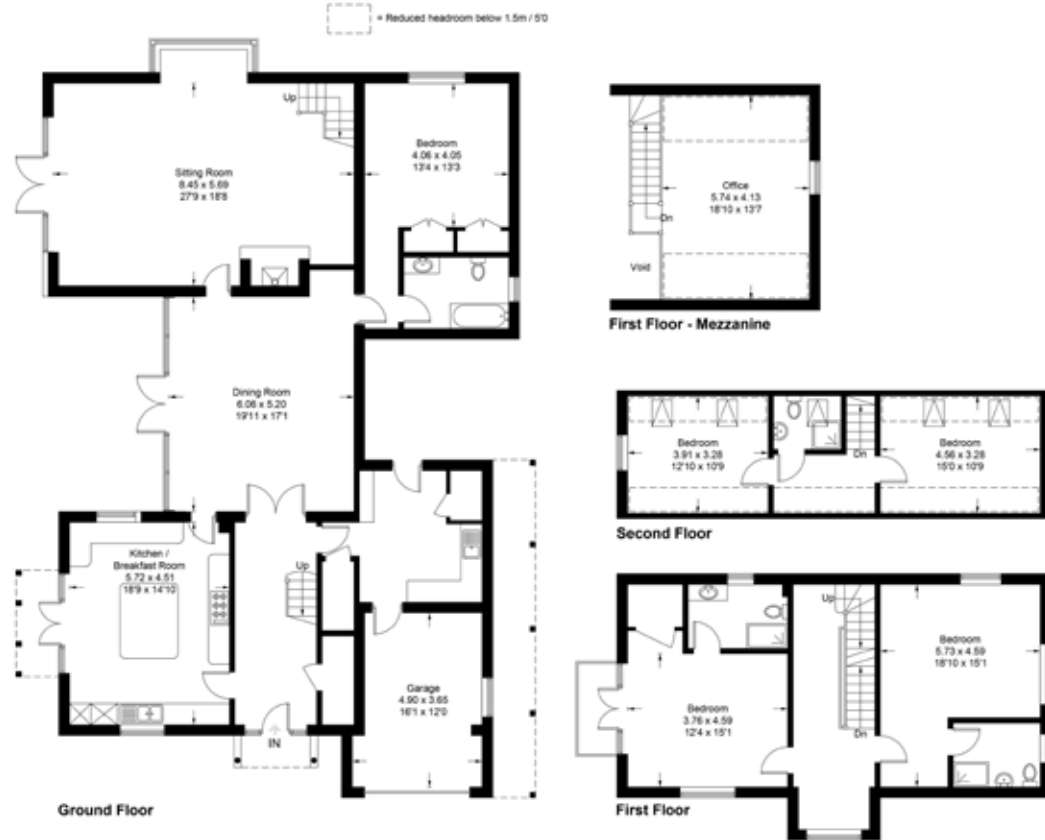 = Reduced headroom below 1.5m / 5'0
Up
Sitting Room
8.45 x 5.69
27'9 x 18'8
Bedroom
4.06 x 4.05
13'4 x 13'3
Office
5.74 x 4.13
18'10 x 13'7
Dn
Void
First Floor - Mezzanine
Dining Room
6.06 x 5.20
19'11 x 17'1
Bedroom
3.91 x 3.28
12'10 x 10'9
Dn
Bedroom
4.56 x 3.28
15'0 x 10'9
Second Floor
Kitchen /
Breakfast Room
5.72 x 4.51
18'9 x 14'10
Up
Garage
4.90 x 3.65
16'1 x 12'0
IN
Ground Floor
Up
Bedroom
5.73 x 4.59
18'10 x 15'1
Bedroom
3.76 x 4.59
12'4 x 15'1
Dn
First Floor